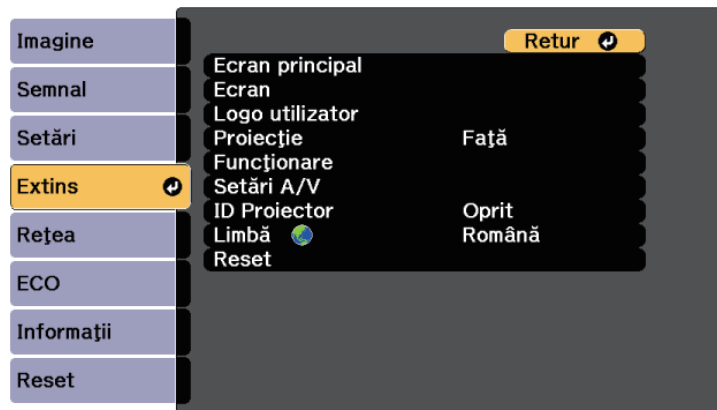 Imagine
Semnal
Setări
Extins
Reţea
ECO
Informaţii
Reset
Retur
Ecran principal
Ecran
Logo utilizator
Proiecţie Faţă
Funcţionare
Setări A/V
ID Proiector Oprit
Limbă Română
Reset